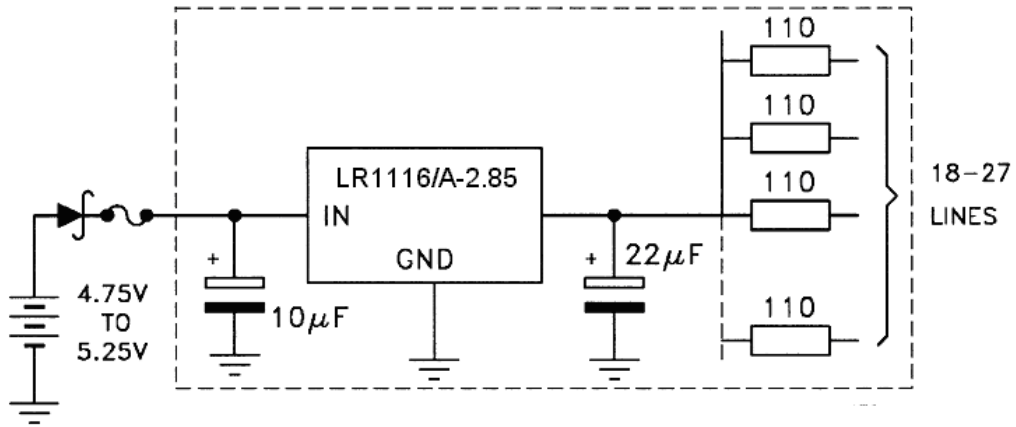 110
110
LR1116/A-2.85
110
18-27
IN
LINES
GND
+
+
22μF
4.75V
TO
5.25V
10μF
110